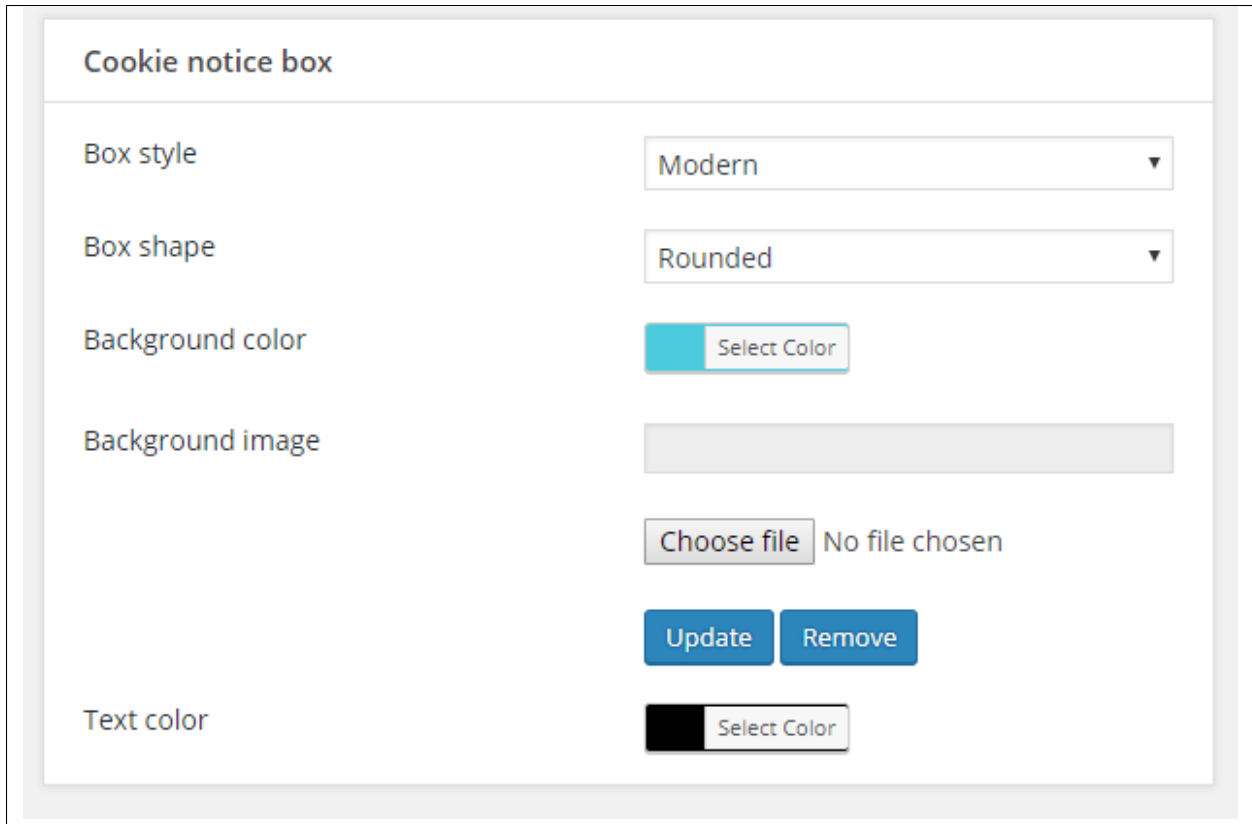 Cookie notice box
Box style
Modern
Box shape
Rounded
Background color
Select Color
Background image
Choose file No file chosen
Update Remove
Text color
Select Color